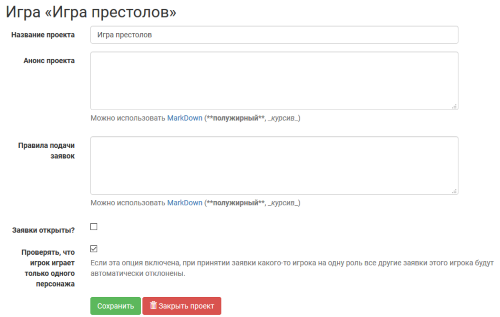 Игра «Игра престолов»
Название проекта
Игра престолов
Анонс проекта
Можно использовать MarkDown (**полужирный**, _курсив_)
Правила подачи
заявок
Можно использовать MarkDown (**полужирный**, _курсив_)
Заявки открыты?
Проверять, что
игрок играет
только одного
персонажа
Если эта опция включена, при принятии заявки какого-то игрока на одну роль все другие заявки этого игрока будут
автоматически отклонены.
Сохранить
Закрыть проект